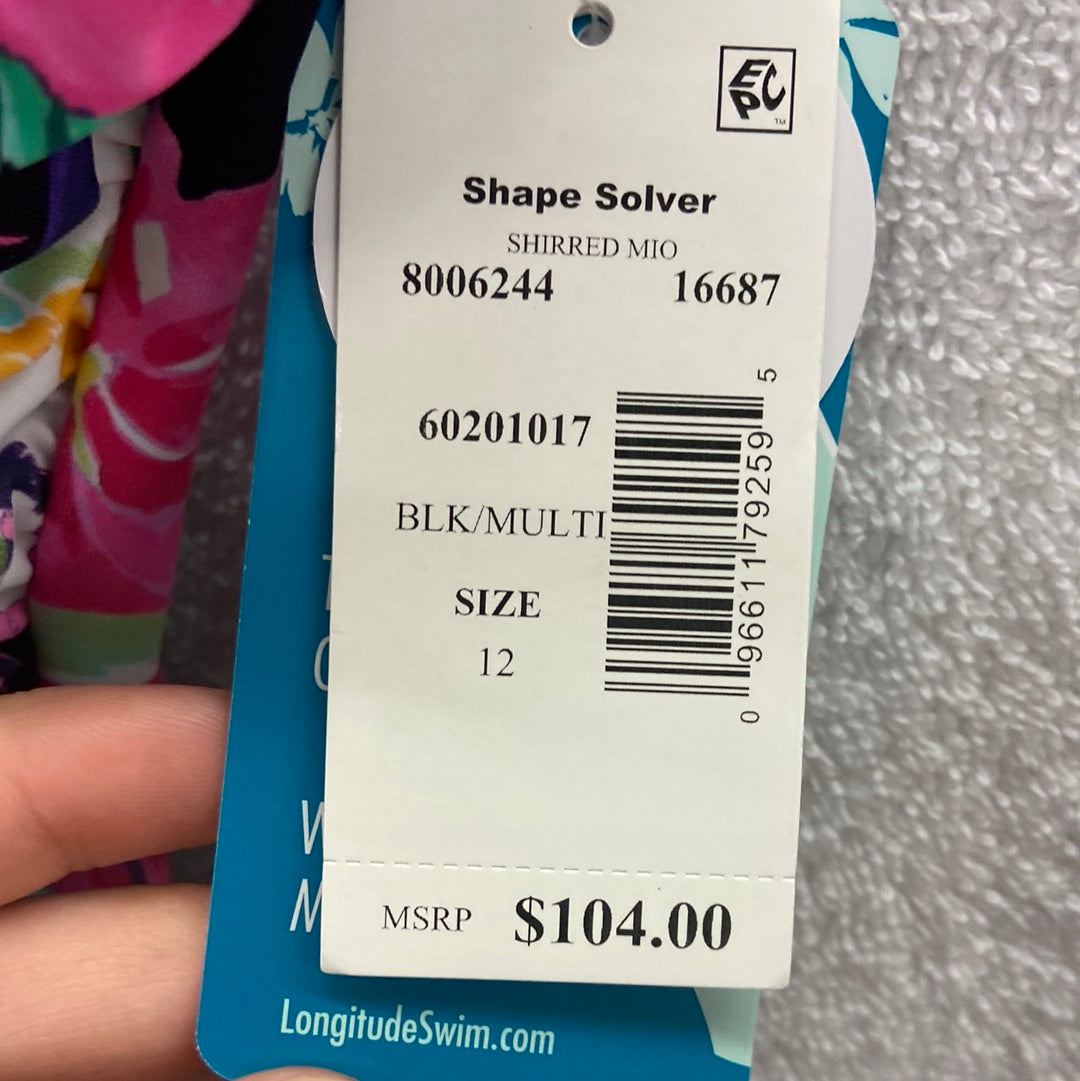 EPC
TM
Shape Solver
SHIRRED MIO
8006244 16687
60201017
BLK/MULTI
SIZE
12
0 96611 79259 5
MSRP $104.00
LongitudeSwim.com